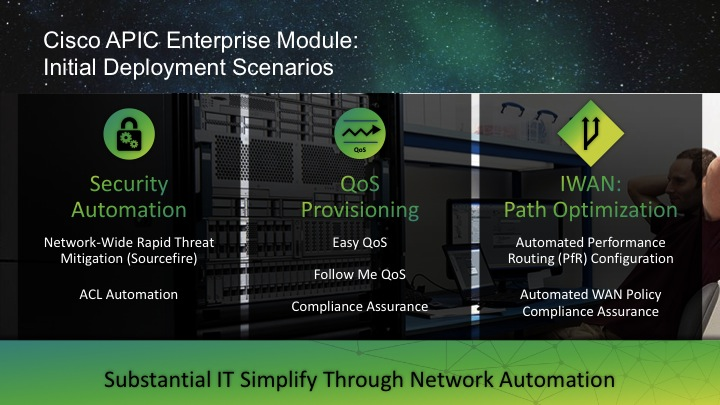 Cisco APIC Enterprise Module:
Initial Deployment Scenarios
Security
Automation
Network-Wide Rapid Threat
Mitigation (Sourcefire)
ACL Automation
QoS
QoS
Provisioning
Easy QoS
Follow Me QoS
Compliance Assurance
IWAN:
Path Optimization
Automated Performance
Routing (PfR) Configuration
Automated WAN Policy
Compliance Assurance
Substantial IT Simplify Through Network Automation